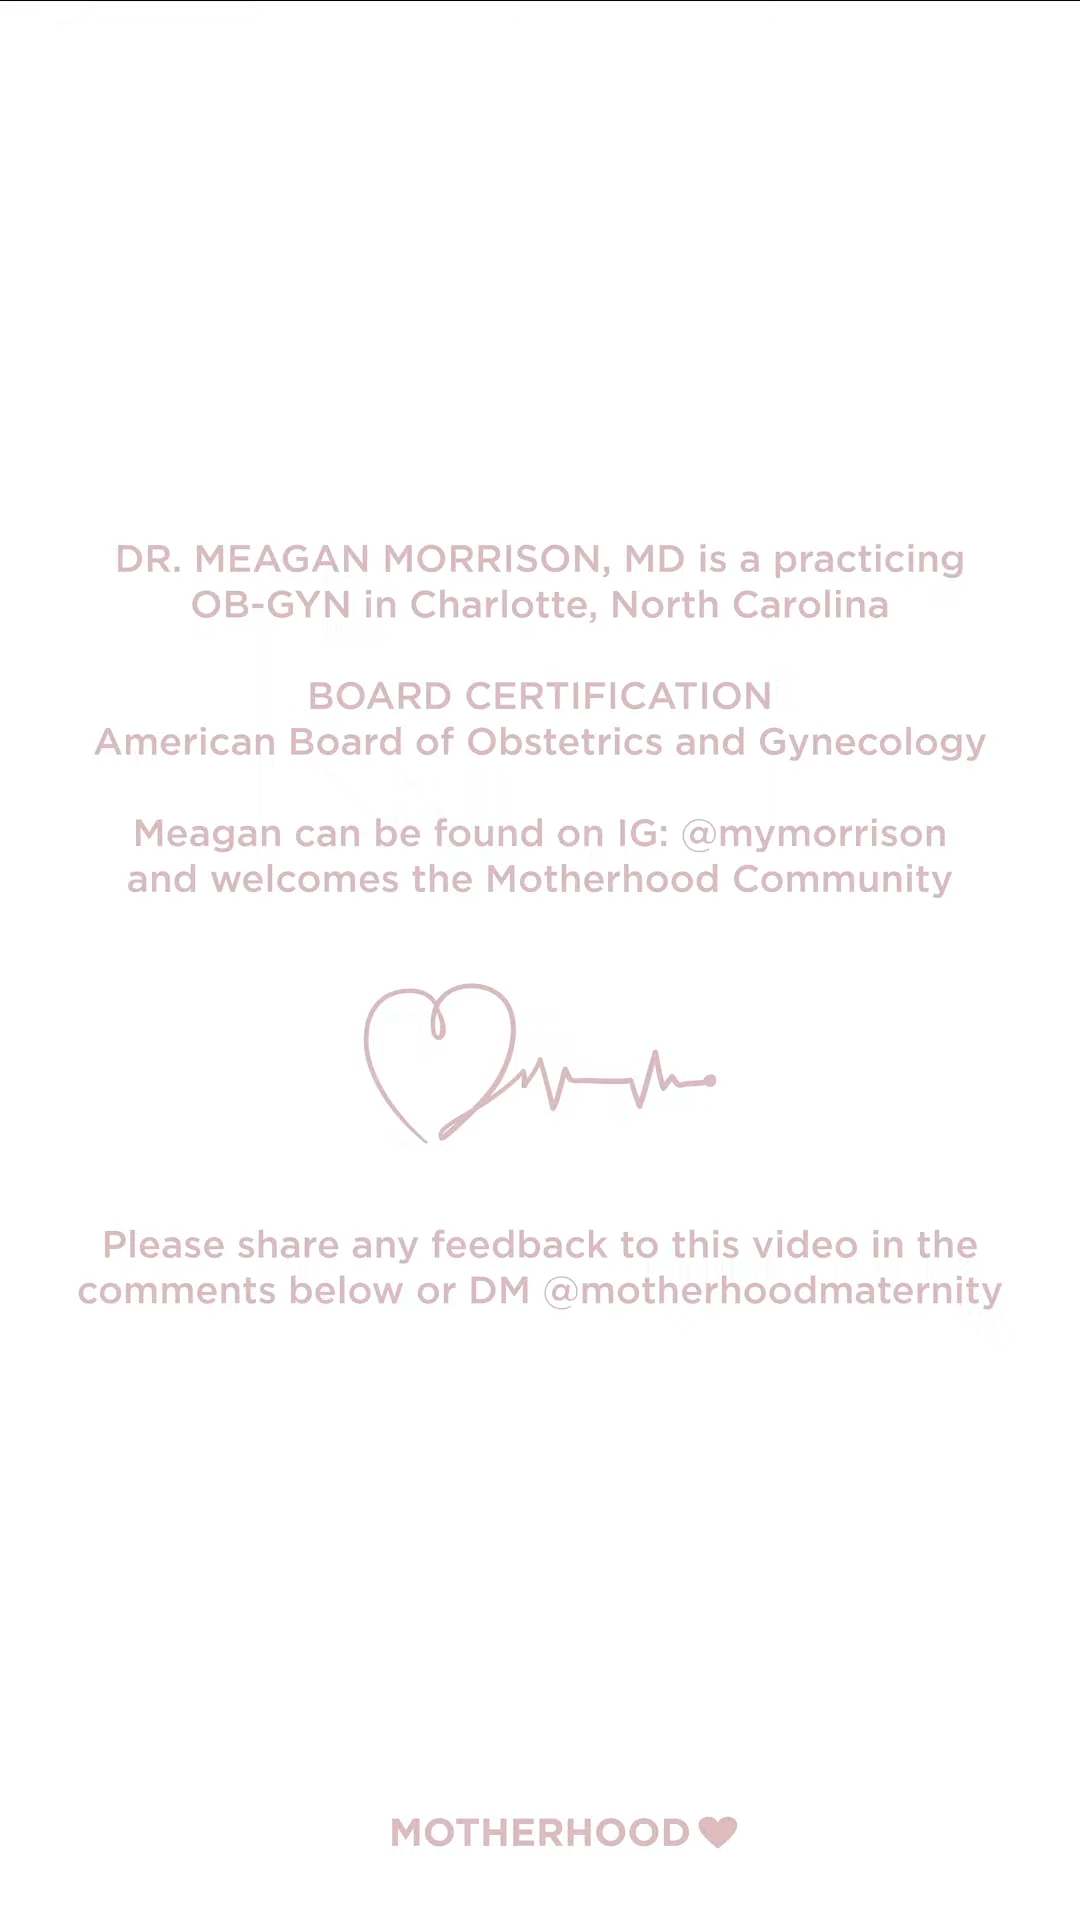 DR. MEAGAN MORRISON, MD is a practicing
OB-GYN in Charlotte, North Carolina
BOARD CERTIFICATION
American Board of Obstetrics and Gynecology
Meagan can be found on IG: @mymorrison
and welcomes the Motherhood Community
Please share any feedback to this video in the
comments below or DM @motherhoodmaternity
MOTHERHOOD